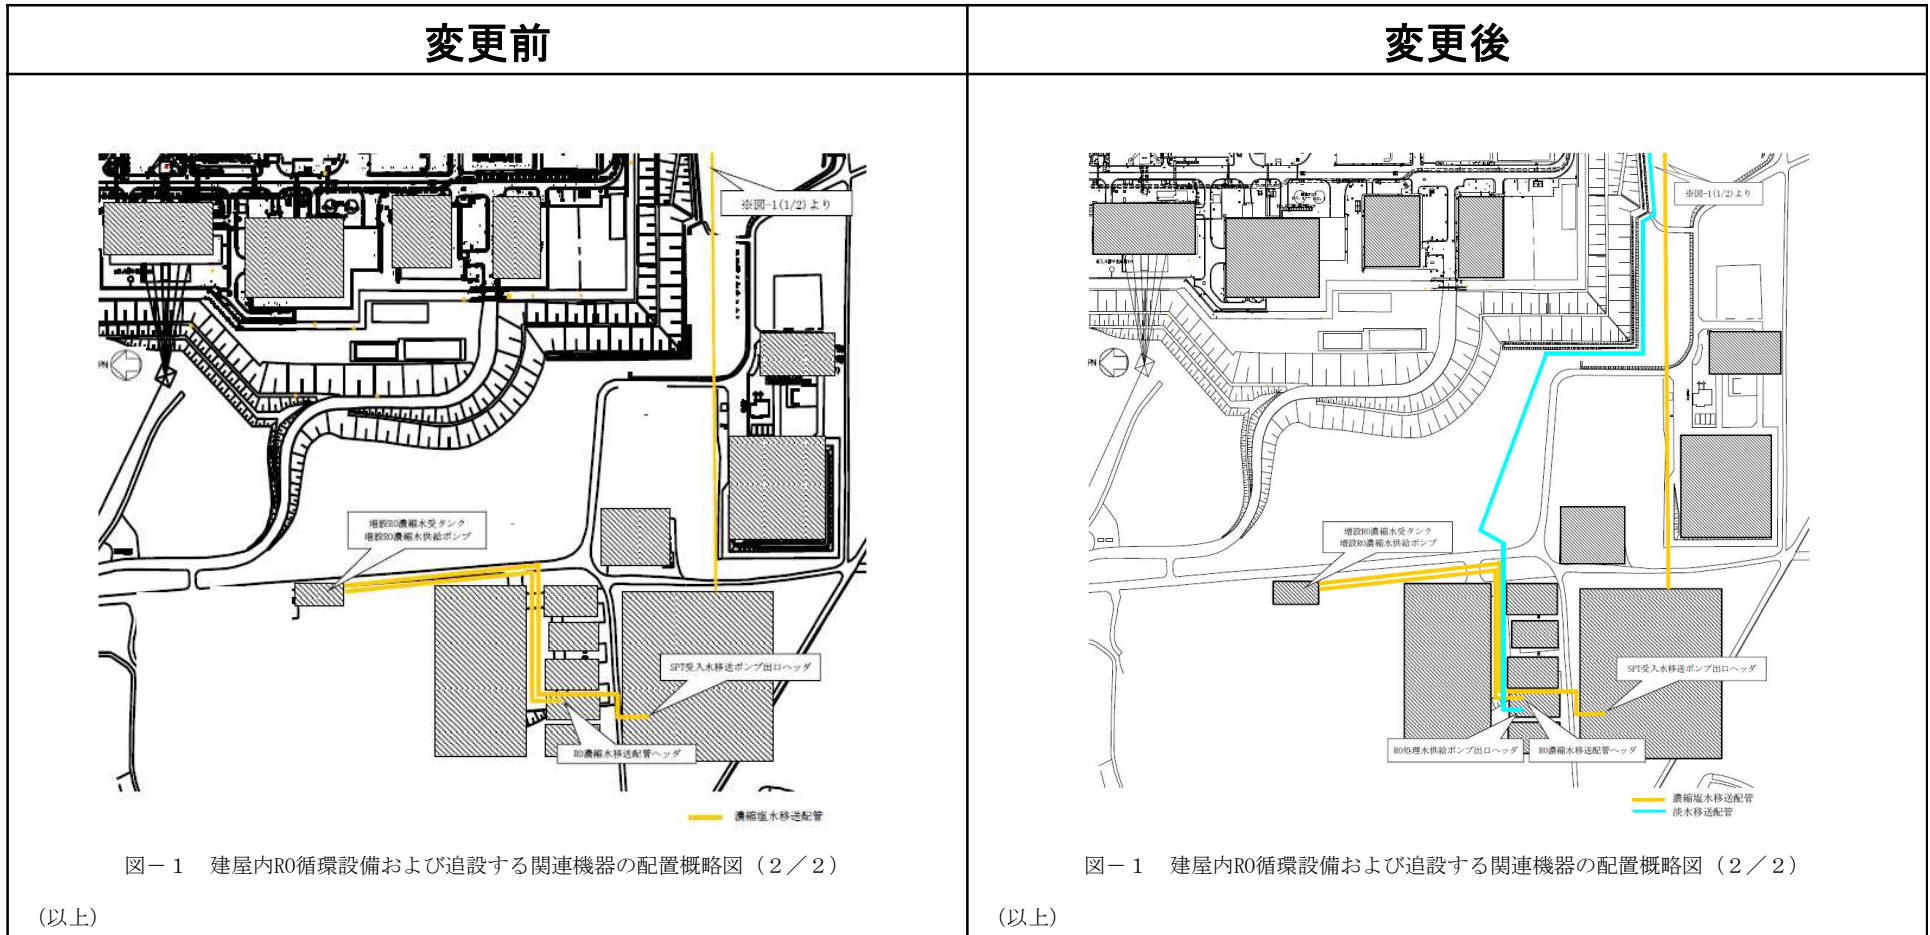 変更前
※図-1(1/2)より
PN
増設RO濃縮水受タンク
増設RO濃縮水供給ポンプ
SPT受入水移送ポンプ出口ヘッダ
RO濃縮水移送配管ヘッダ
濃縮塩水移送配管
図－１ 建屋内RO循環設備および追設する関連機器の配置概略図（２／２）
(以上)
変更後
※図-1(1/2)より
PN
増設RO濃縮水受タンク
増設RO濃縮水供給ポンプ
SPT受入水移送ポンプ出口ヘッダ
RO処理水供給ポンプ出口ヘッダ
RO濃縮水移送配管ヘッダ
濃縮塩水移送配管
淡水移送配管
図－１ 建屋内RO循環設備および追設する関連機器の配置概略図（２／２）
(以上)